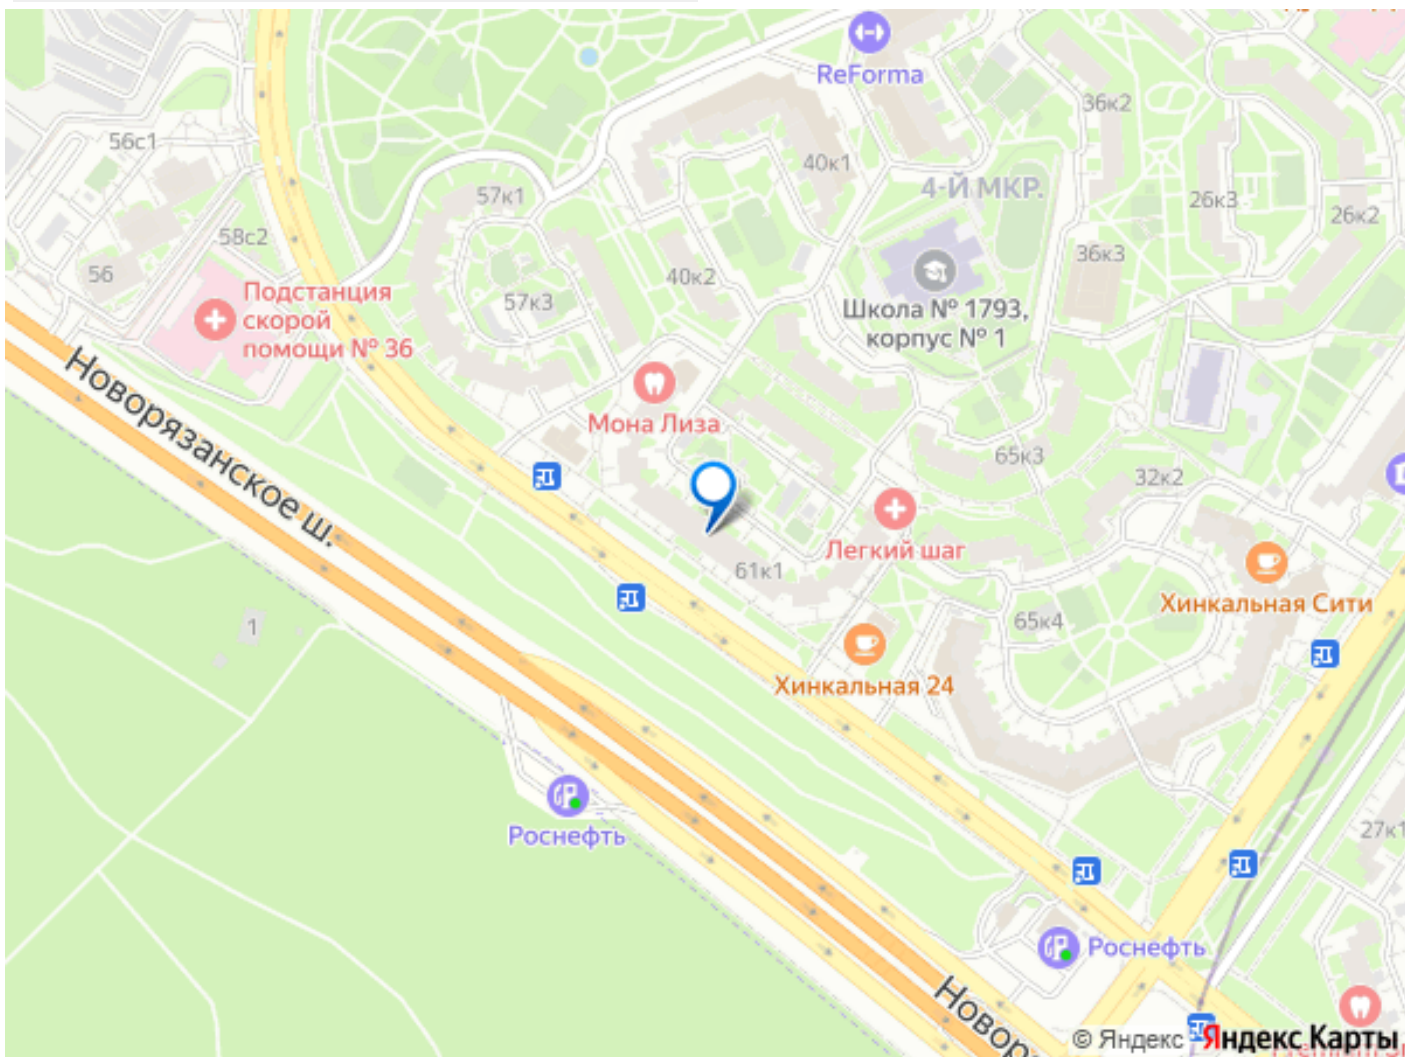 ReForma
36к2
56с1
40к1
4-Й МКР.
57к1
26к3
26к2
58с2
36к3
56
40к2
57к3
Подстанция
скорой
помощи № 36
Школа № 1793,
корпус № 1
Новорязанское ш.
Мона Лиза
65к3
32к2
Легкий шаг
61к1
Хинкальная Сити
65к4
1
Хинкальная 24
27к1
Роснефть
Роснефть
Новоря
© Яндекс
Яндекс Карты